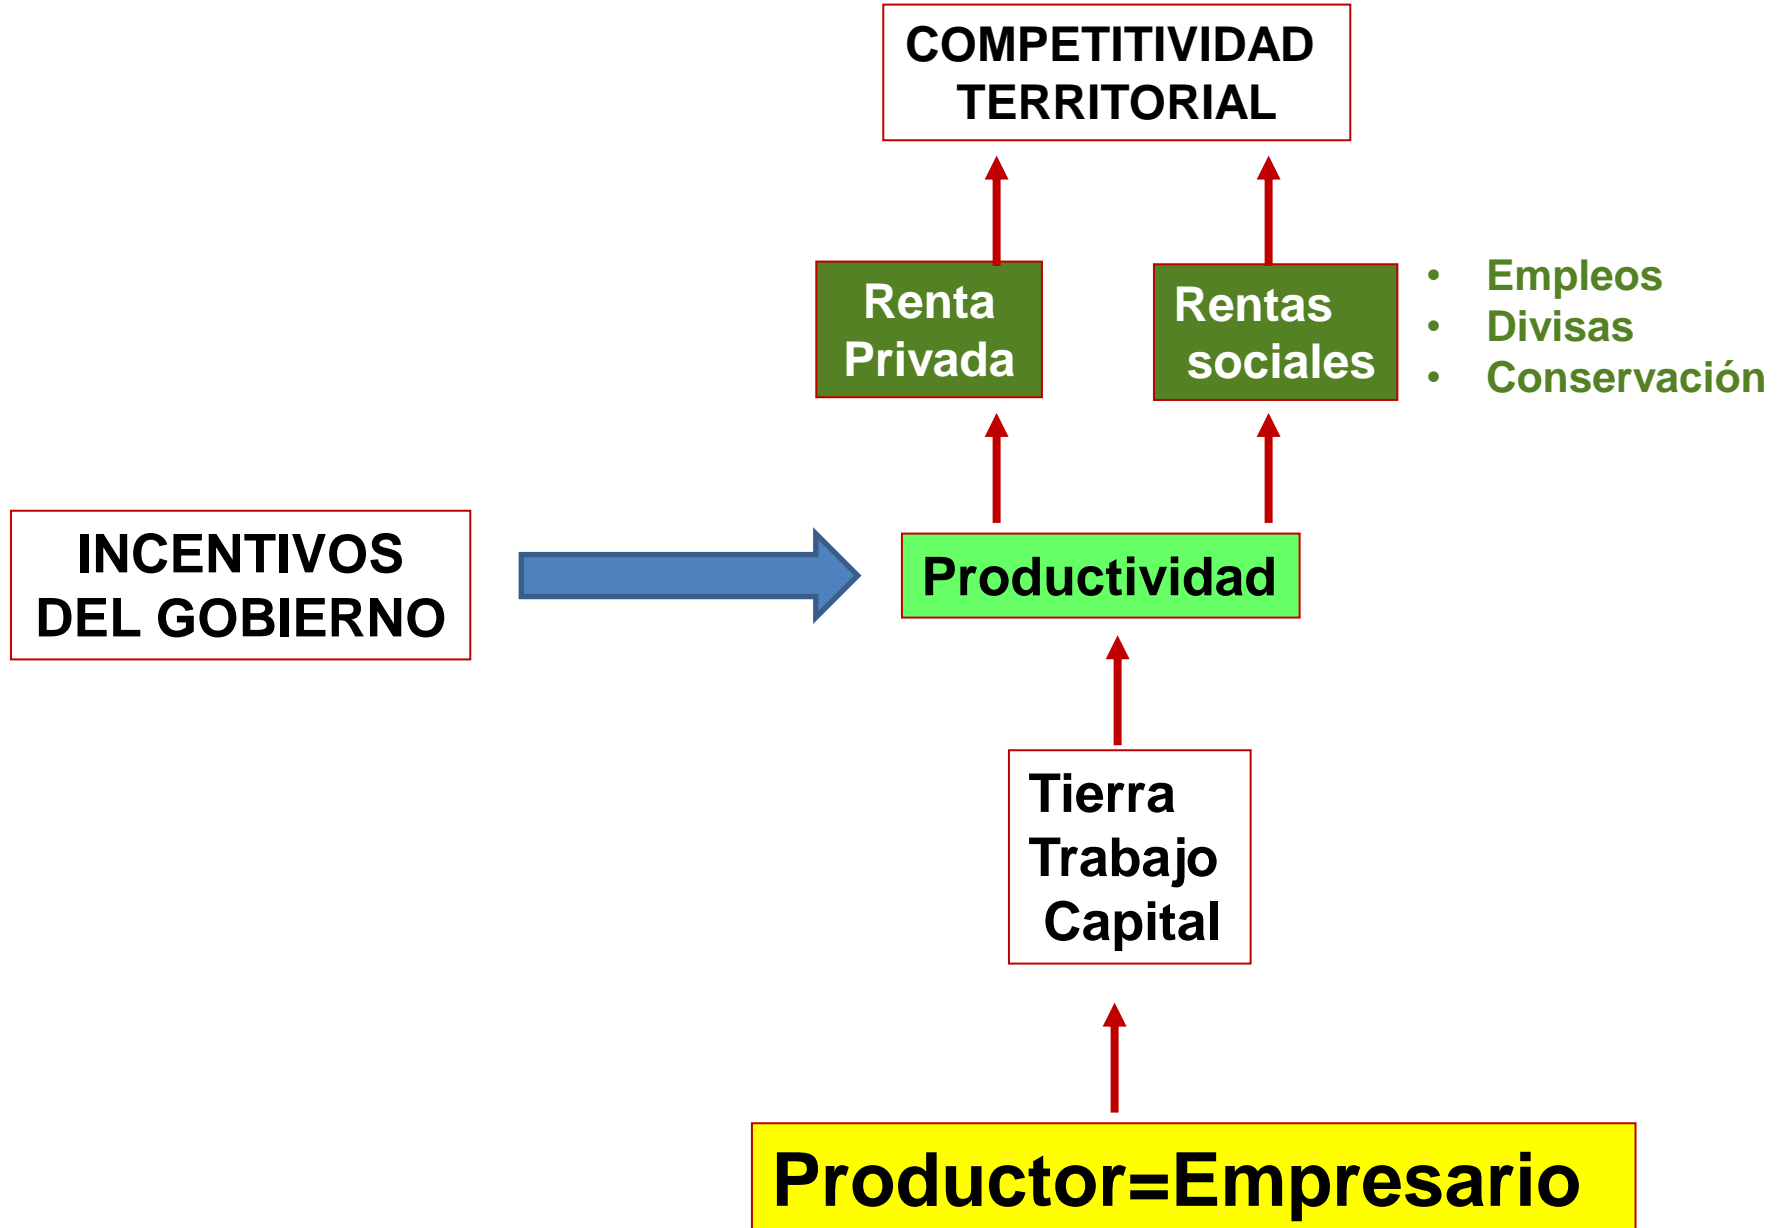 COMPETITIVIDAD
TERRITORIAL
Renta
Privada
Rentas
sociales
• Empleos
• Divisas
• Conservación
INCENTIVOS
DEL GOBIERNO
Productividad
Tierra
Trabajo
Capital
Productor=Empresario